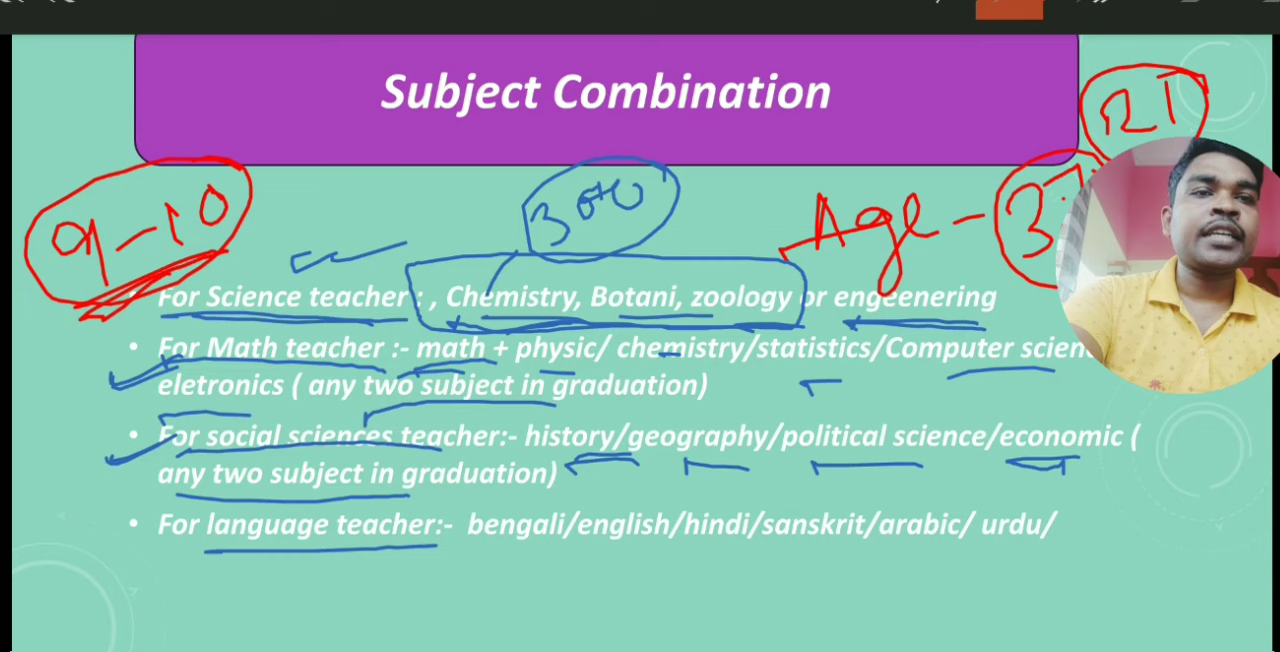 Subject Combination
RT
9-10
Age - 37
• For Science teacher : , Chemistry, Botani, zoology or engeenering
• For Math teacher :- math + physic/ chemistry/statistics/Computer
eletronics ( any two subject in graduation)
• For social sciences teacher:- history/geography/political science/economic (
any two subject in graduation)
• For language teacher:- bengali/english/hindi/sanskrit/arabic/ urdu/